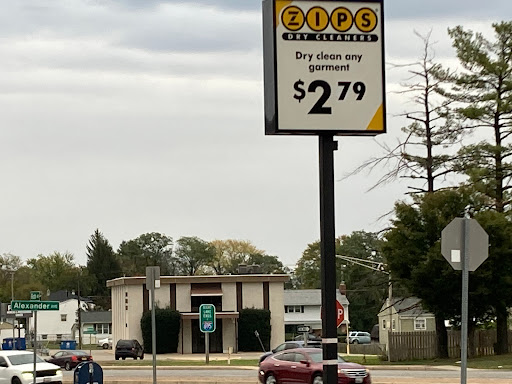 ZIPS
DRY CLEANERS
Dry clean any
garment
$2.79
Alexander